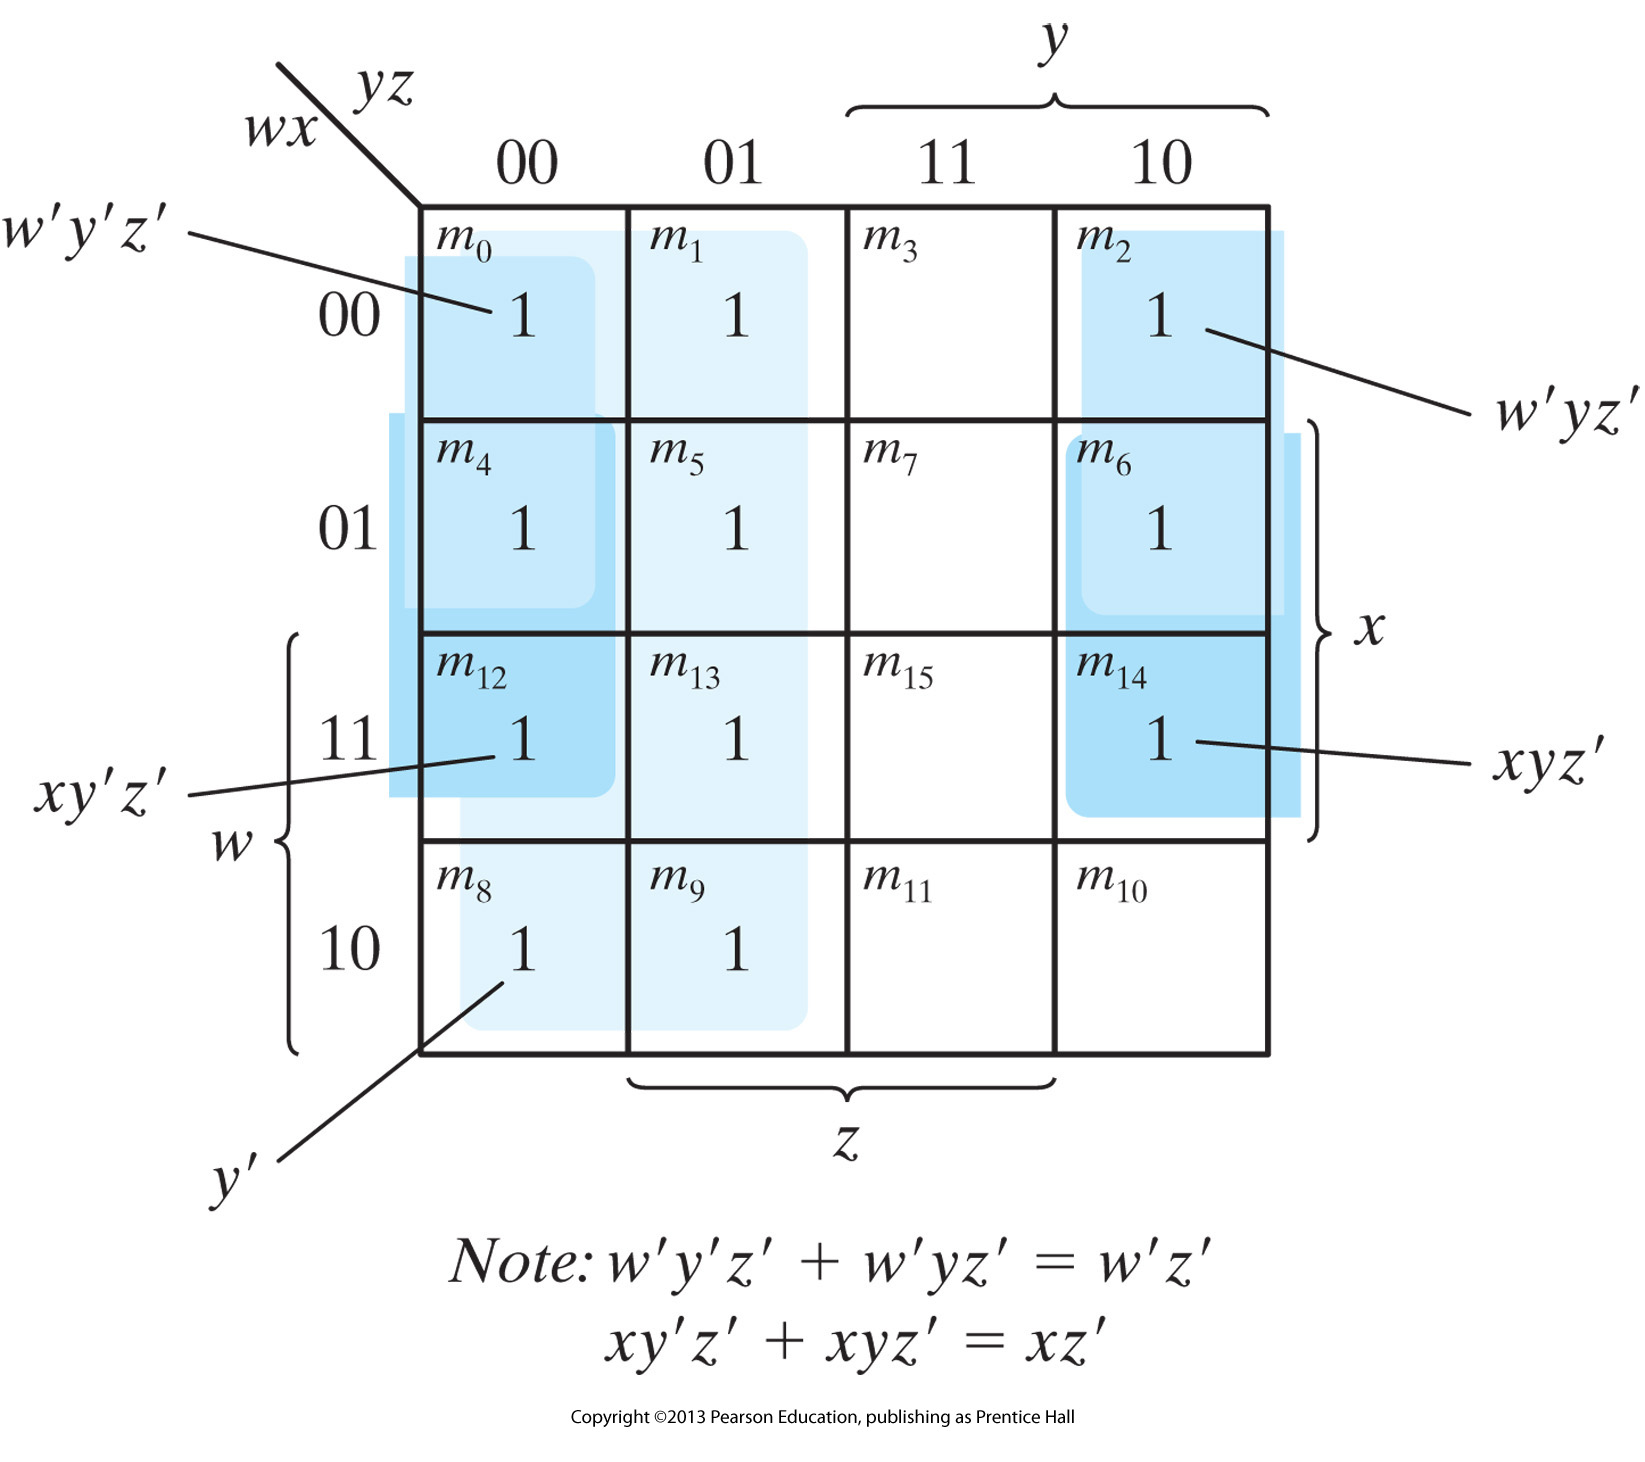 y
yz
wx
00 01 11 10
w′y′z′
m₀ m₁ m₃ m₂
00 1 1 1
w′yz′
m₄ m₅ m₇ m₆
01 1 1 1
x
m₁₂ m₁₃ m₁₅ m₁₄
11 1 1 1
xyz′
xy′z′
w
m₈ m₉ m₁₁ m₁₀
10 1 1
z
y′
Note: w′y′z′ + w′yz′ = w′z′
xy′z′ + xyz′ = xz′
Copyright ©2013 Pearson Education, publishing as Prentice Hall